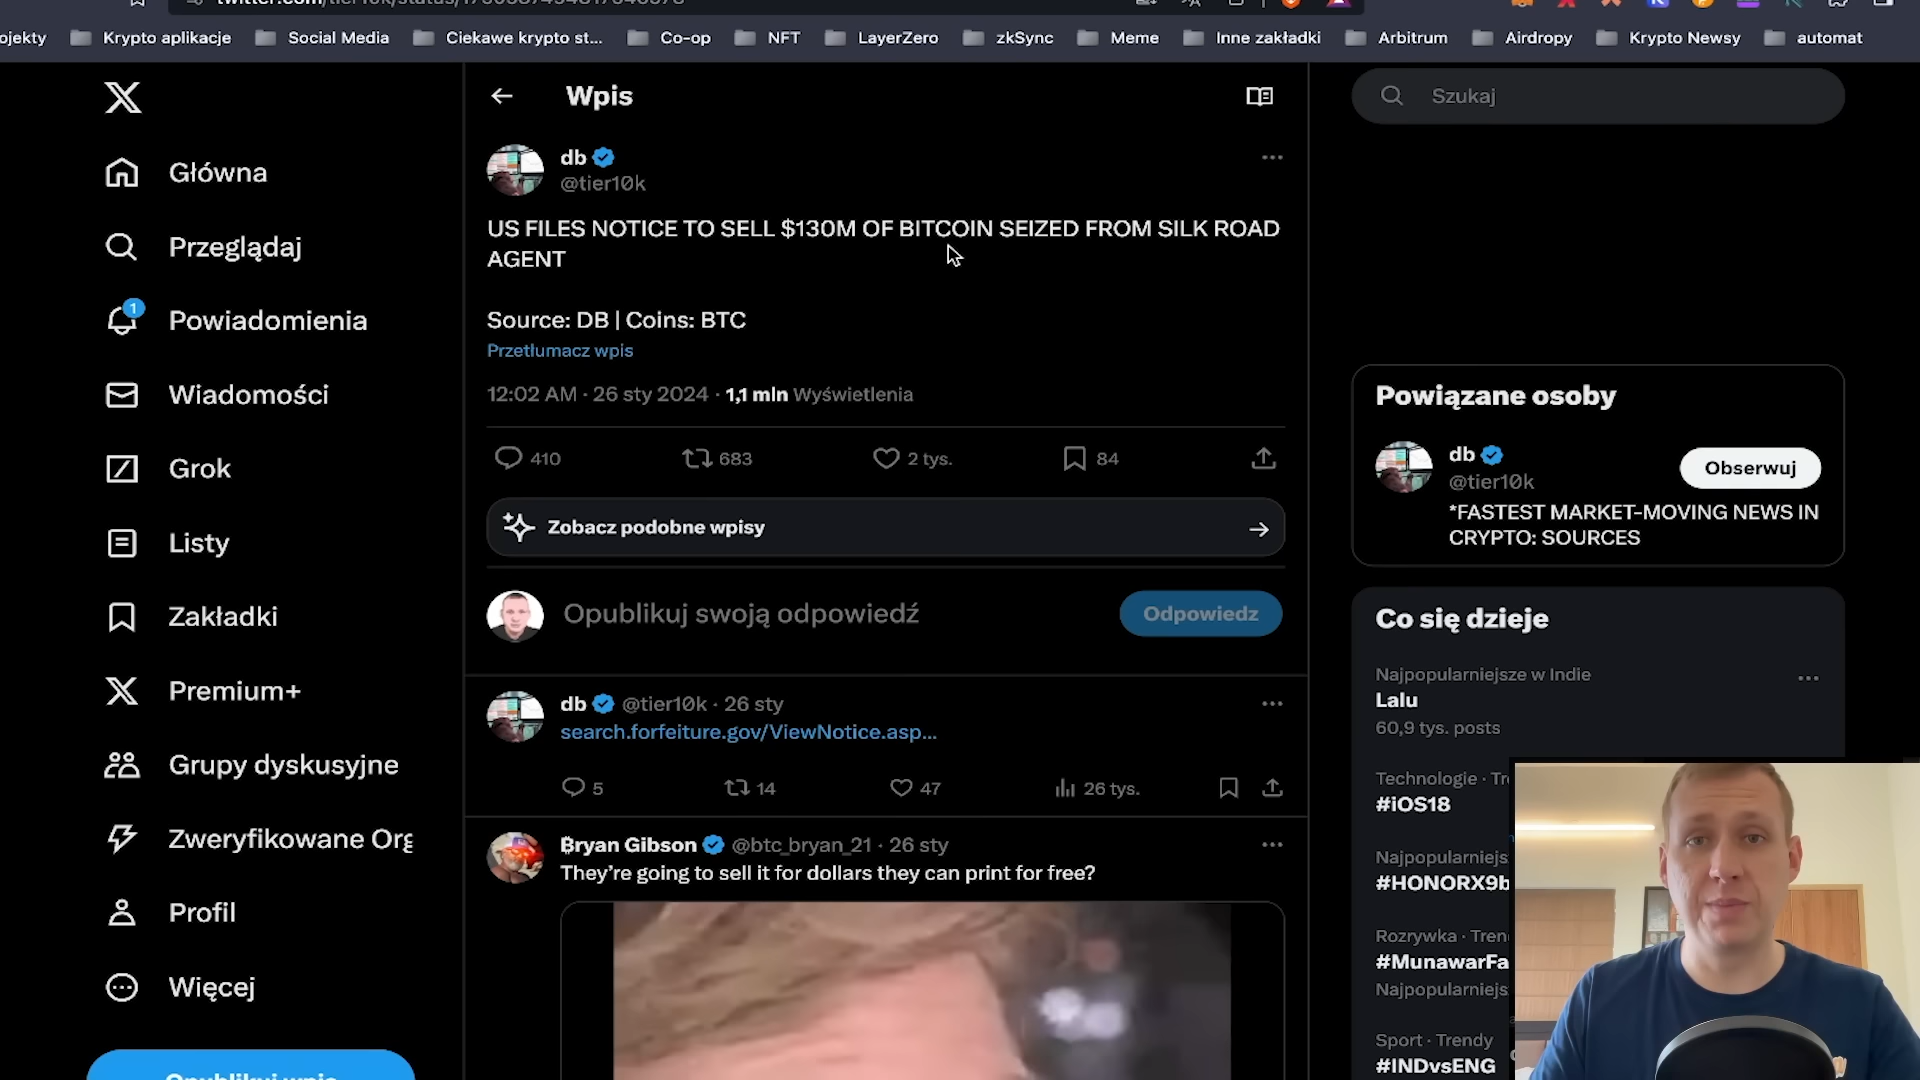 ojekty
Krypto aplikacje
Social Media
Ciekawe krypto st...
Co-op
NFT
LayerZero
zkSync
Meme
Inne zakładki
Arbitrum
Airdropy
Krypto Newsy
automat
Wpis
Szukaj
db
@tier10k
US FILES NOTICE TO SELL $130M OF BITCOIN SEIZED FROM SILK ROAD
AGENT
Source: DB | Coins: BTC
Przetłumacz wpis
12:02 AM · 26 sty 2024 · 1,1 mln Wyświetlenia
410
683
2 tys.
84
Zobacz podobne wpisy
Opublikuj swoją odpowiedź
Odpowiedz
db @tier10k · 26 sty
search.forfeiture.gov/ViewNotice.asp...
5
14
47
26 tys.
₿ryan Gibson @btc_bryan_21 · 26 sty
They're going to sell it for dollars they can print for free?
Główna
Przeglądaj
1
Powiadomienia
Wiadomości
Grok
Listy
Zakładki
Premium+
Grupy dyskusyjne
Zweryfikowane Org
Profil
Więcej
Opublikuj wpis
Powiązane osoby
db
@tier10k
Obserwuj
*FASTEST MARKET-MOVING NEWS IN
CRYPTO: SOURCES
Co się dzieje
Najpopularniejsze w Indie
Lalu
60,9 tys. posts
Technologie · Tre
#iOS18
Najpopularniejs
#HONORX9b
Rozrywka · Tren
#MunawarFa
Najpopularniejs
Sport · Trendy
#INDvsENG